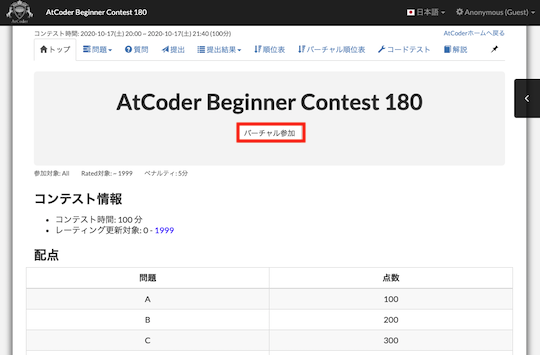 AtCoder
AtCoder Beginner Contest 180
日本語
Anonymous (Guest)
コンテスト時間: 2020-10-17(土) 20:00 ~ 2020-10-17(土) 21:40 (100分)
AtCoderホームへ戻る
トップ
問題
質問
提出
提出結果
順位表
バーチャル順位表
コードテスト
解説
AtCoder Beginner Contest 180
バーチャル参加
参加対象: All Rated対象: ~ 1999 ペナルティ: 5分
コンテスト情報
コンテスト時間: 100 分
レーティング更新対象: 0 - 1999
配点
問題 点数
A 100
B 200
C 300